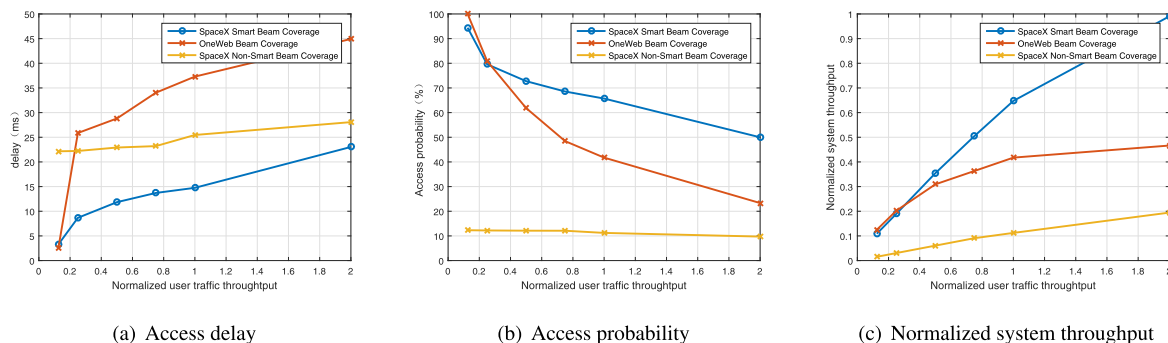 50
45
40
35
30
25
20
15
10
5
0
delay（ms）
0 0.2 0.4 0.6 0.8 1 1.2 1.4 1.6 1.8 2
Normalized user traffic throughtput
SpaceX Smart Beam Coverage
OneWeb Beam Coverage
SpaceX Non-Smart Beam Coverage
(a) Access delay
100
90
80
70
60
50
40
30
20
10
0
Access probability（%）
0 0.2 0.4 0.6 0.8 1 1.2 1.4 1.6 1.8 2
Normalized user traffic throughtput
SpaceX Smart Beam Coverage
OneWeb Beam Coverage
SpaceX Non-Smart Beam Coverage
(b) Access probability
1
0.9
0.8
0.7
0.6
0.5
0.4
0.3
0.2
0.1
0
Normalized system throughput
0 0.2 0.4 0.6 0.8 1 1.2 1.4 1.6 1.8 2
Normalized user traffic throughtput
SpaceX Smart Beam Coverage
OneWeb Beam Coverage
SpaceX Non-Smart Beam Coverage
(c) Normalized system throughput